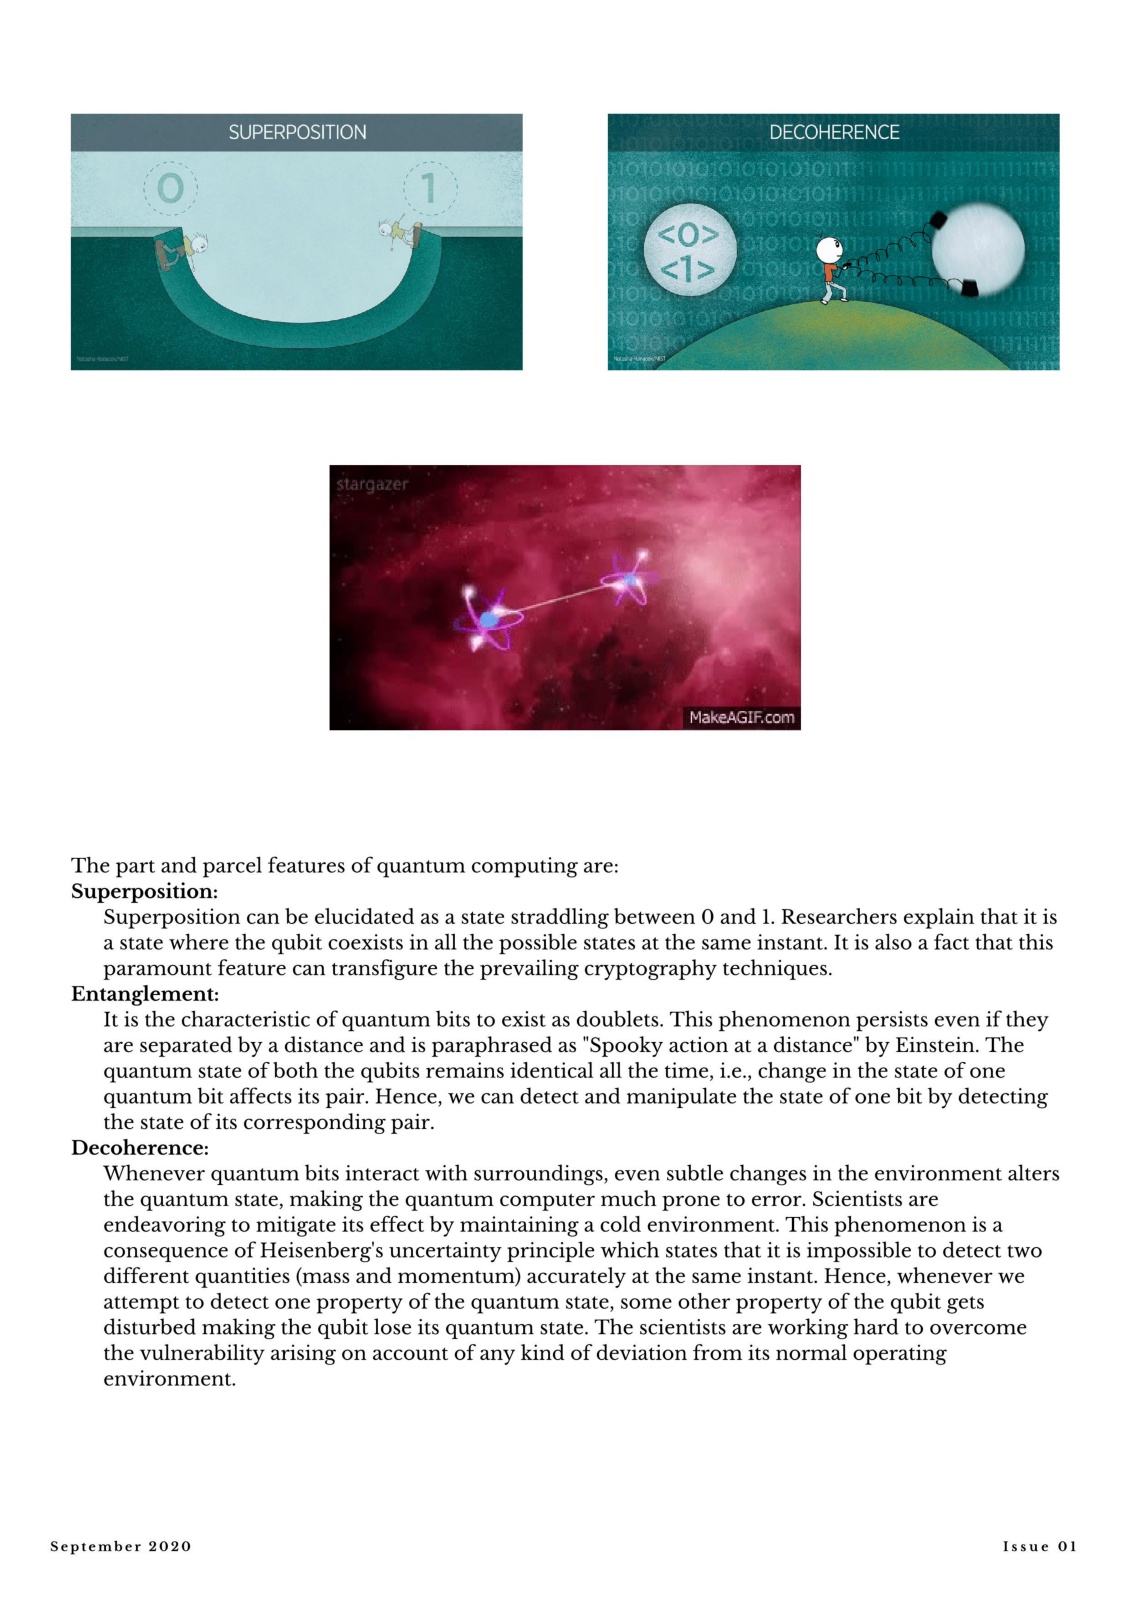 SUPERPOSITION
0
1
Natasha Hanacek/NIST
DECOHERENCE
<0>
<1>
Natasha Hanacek/NIST
stargazer
MakeAGIF.com
The part and parcel features of quantum computing are:
Superposition:
Superposition can be elucidated as a state straddling between 0 and 1. Researchers explain that it is
a state where the qubit coexists in all the possible states at the same instant. It is also a fact that this
paramount feature can transfigure the prevailing cryptography techniques.
Entanglement:
It is the characteristic of quantum bits to exist as doublets. This phenomenon persists even if they
are separated by a distance and is paraphrased as "Spooky action at a distance" by Einstein. The
quantum state of both the qubits remains identical all the time, i.e., change in the state of one
quantum bit affects its pair. Hence, we can detect and manipulate the state of one bit by detecting
the state of its corresponding pair.
Decoherence:
Whenever quantum bits interact with surroundings, even subtle changes in the environment alters
the quantum state, making the quantum computer much prone to error. Scientists are
endeavoring to mitigate its effect by maintaining a cold environment. This phenomenon is a
consequence of Heisenberg's uncertainty principle which states that it is impossible to detect two
different quantities (mass and momentum) accurately at the same instant. Hence, whenever we
attempt to detect one property of the quantum state, some other property of the qubit gets
disturbed making the qubit lose its quantum state. The scientists are working hard to overcome
the vulnerability arising on account of any kind of deviation from its normal operating
environment.
September 2020
Issue 01